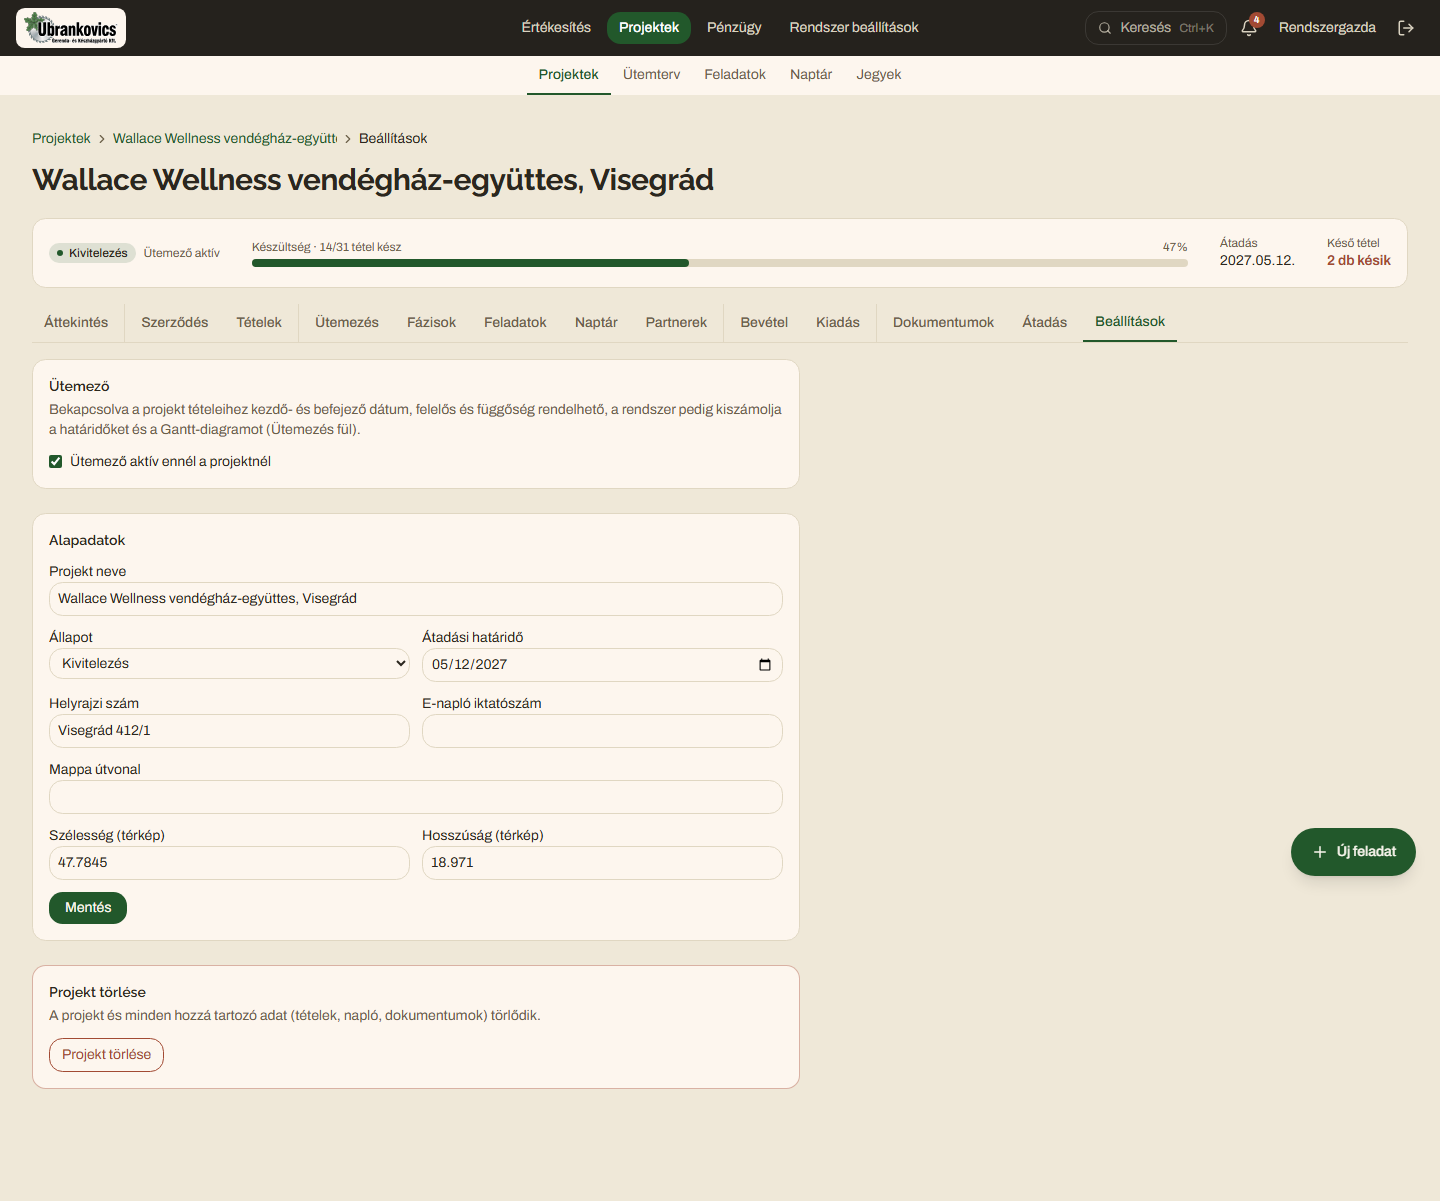 Ubrankovics
Gerenda- és Készházgyártó Kft.
Értékesítés
Projektek
Pénzügy
Rendszer beállítások
Keresés Ctrl+K
4
Rendszergazda
Projektek
Ütemterv
Feladatok
Naptár
Jegyek
Projektek > Wallace Wellness vendégház-együtt > Beállítások
Wallace Wellness vendégház-együttes, Visegrád
Kivitelezés
Ütemező aktív
Készültség · 14/31 tétel kész
47%
Átadás
2027.05.12.
Késő tétel
2 db késik
Áttekintés
Szerződés
Tételek
Ütemezés
Fázisok
Feladatok
Naptár
Partnerek
Bevétel
Kiadás
Dokumentumok
Átadás
Beállítások
Ütemező
Bekapcsolva a projekt tételeihez kezdő- és befejező dátum, felelős és függőség rendelhető, a rendszer pedig kiszámolja
a határidőket és a Gantt-diagramot (Ütemezés fül).
Ütemező aktív ennél a projektnél
Alapadatok
Projekt neve
Wallace Wellness vendégház-együttes, Visegrád
Állapot
Kivitelezés
Átadási határidő
05/12/2027
Helyrajzi szám
Visegrád 412/1
E-napló iktatószám
Mappa útvonal
Szélesség (térkép)
47.7845
Hosszúság (térkép)
18.971
Mentés
Új feladat
Projekt törlése
A projekt és minden hozzá tartozó adat (tételek, napló, dokumentumok) törlődik.
Projekt törlése